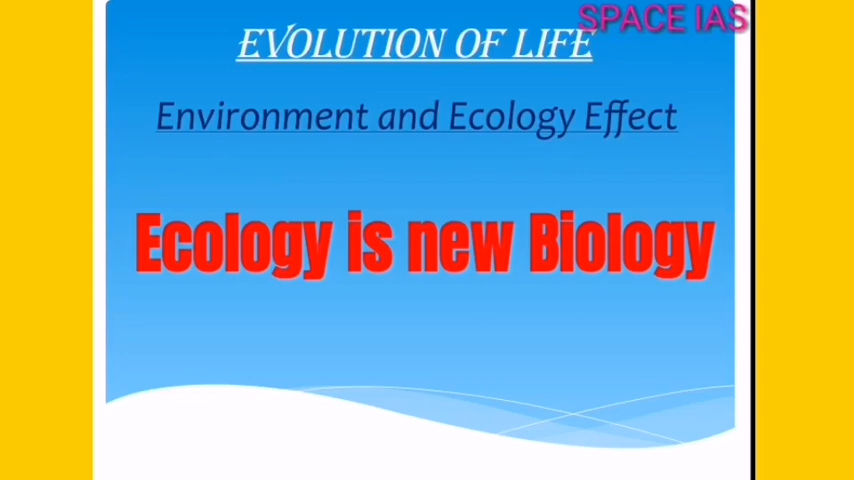 SPACE IAS
EVOLUTION OF LIFE
Environment and Ecology Effect
Ecology is new Biology